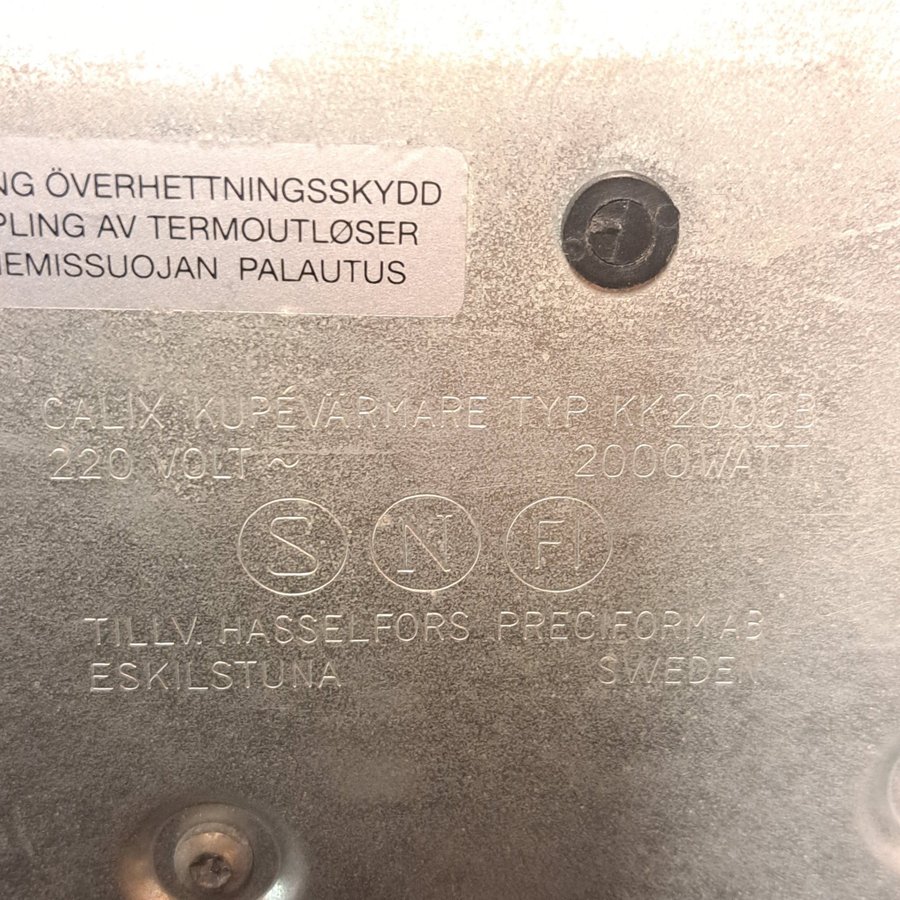 NG ÖVERHETTNINGSSKYDD
PLING AV TERMOUTLØSER
EMISSUOJAN PALAUTUS
CALIX KUPÉVÄRMARE TYP KK2000B
220 VOLT ~ 2000 WATT
S N FI
TILLV. HASSELFORS PRECIFORM AB
ESKILSTUNA SWEDEN